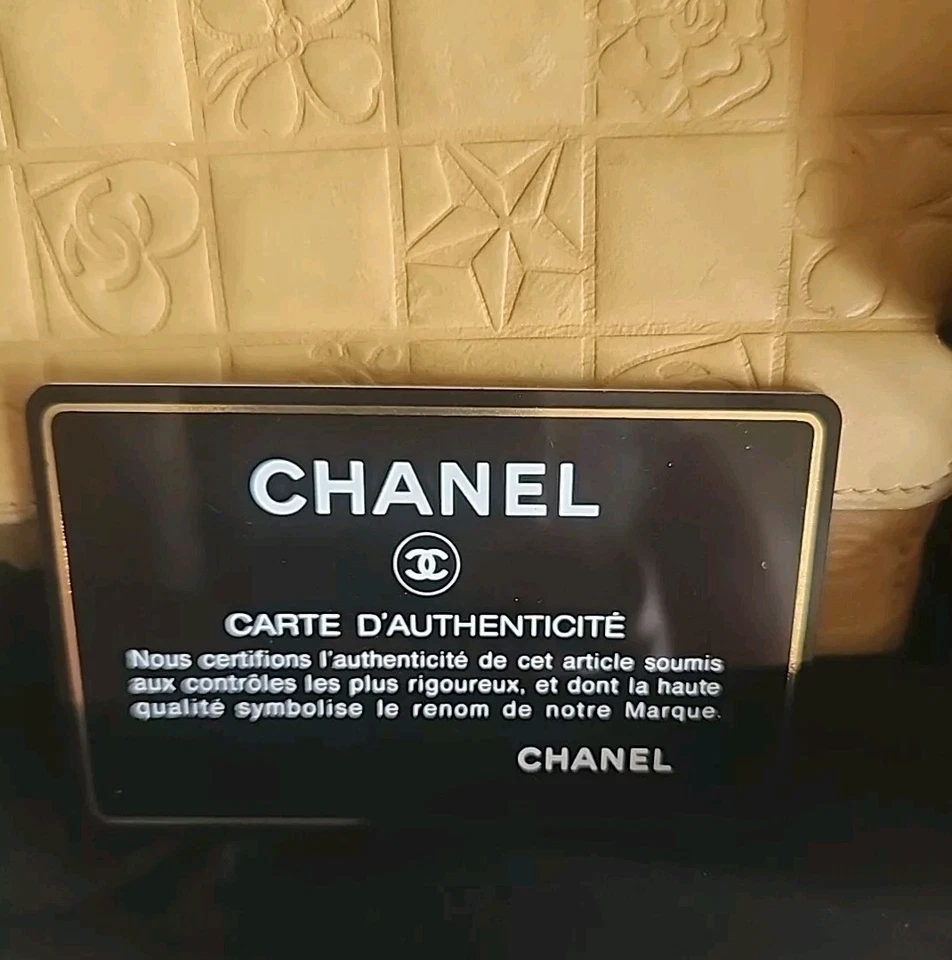 CHANEL
CARTE D'AUTHENTICITÉ
Nous certifions l'authenticité de cet article soumis
aux contrôles les plus rigoureux, et dont la haute
qualité symbolise le renom de notre Marque.
CHANEL